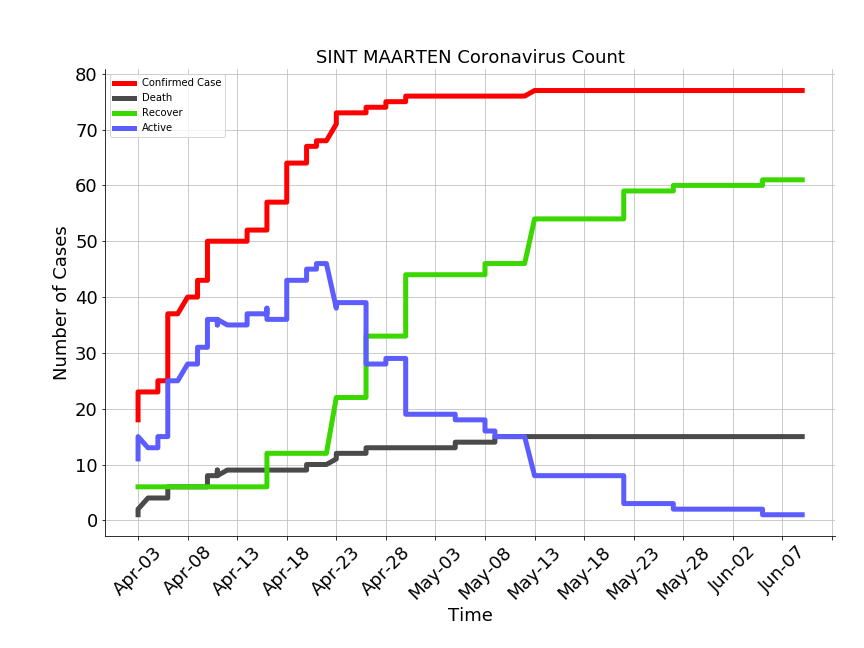 SINT MAARTEN Coronavirus Count
Confirmed Case
Death
Recover
Active
Number of Cases
80
70
60
50
40
30
20
10
0
Apr-03
Apr-08
Apr-13
Apr-18
Apr-23
Apr-28
May-03
May-08
May-13
May-18
May-23
May-28
Jun-02
Jun-07
Time